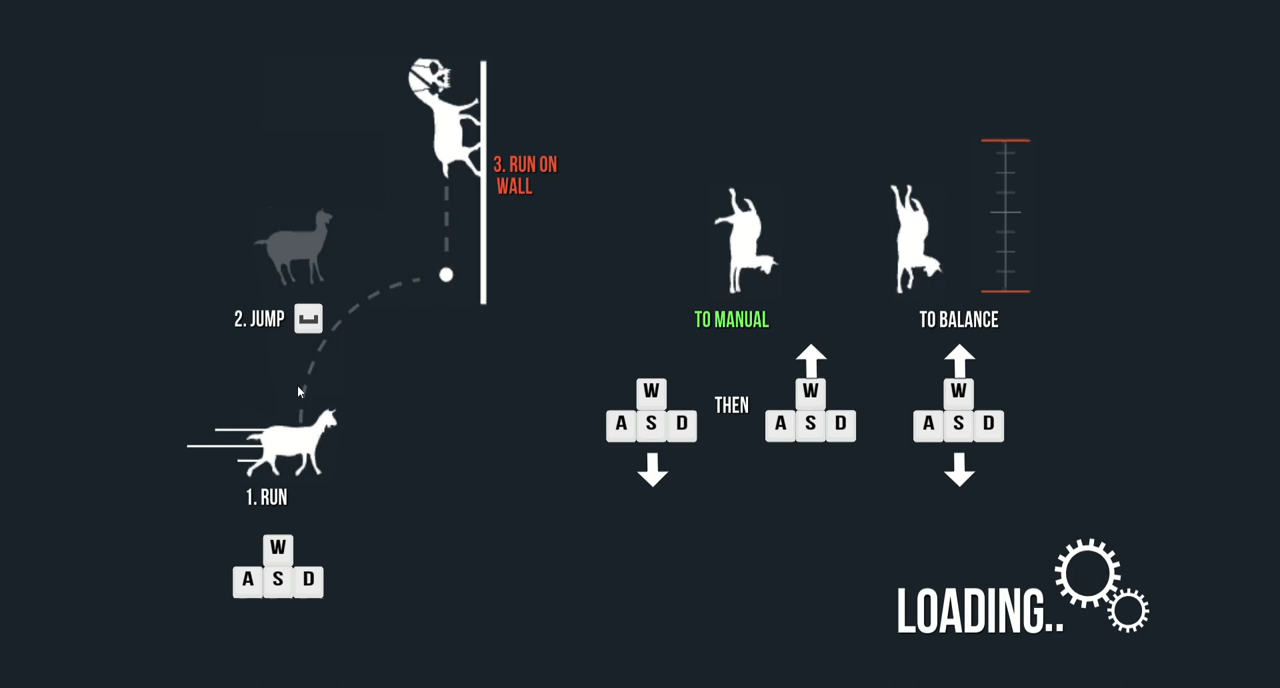 3. RUN ON
WALL
2. JUMP
TO MANUAL
TO BALANCE
W
A S D
THEN
W
A S D
W
A S D
1. RUN
W
A S D
LOADING..